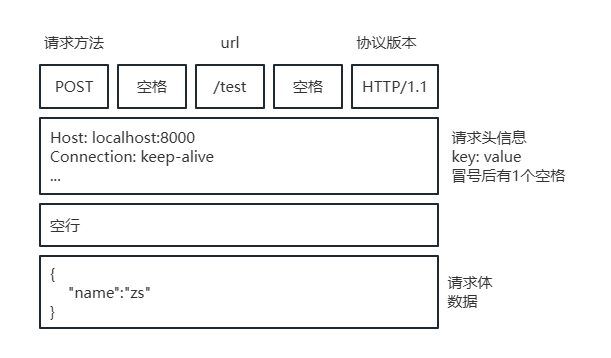 请求方法 url 协议版本
POST 空格 /test 空格 HTTP/1.1
Host: localhost:8000
Connection: keep-alive
...
请求头信息
key: value
冒号后有1个空格
空行
{
"name":"zs"
}
请求体
数据